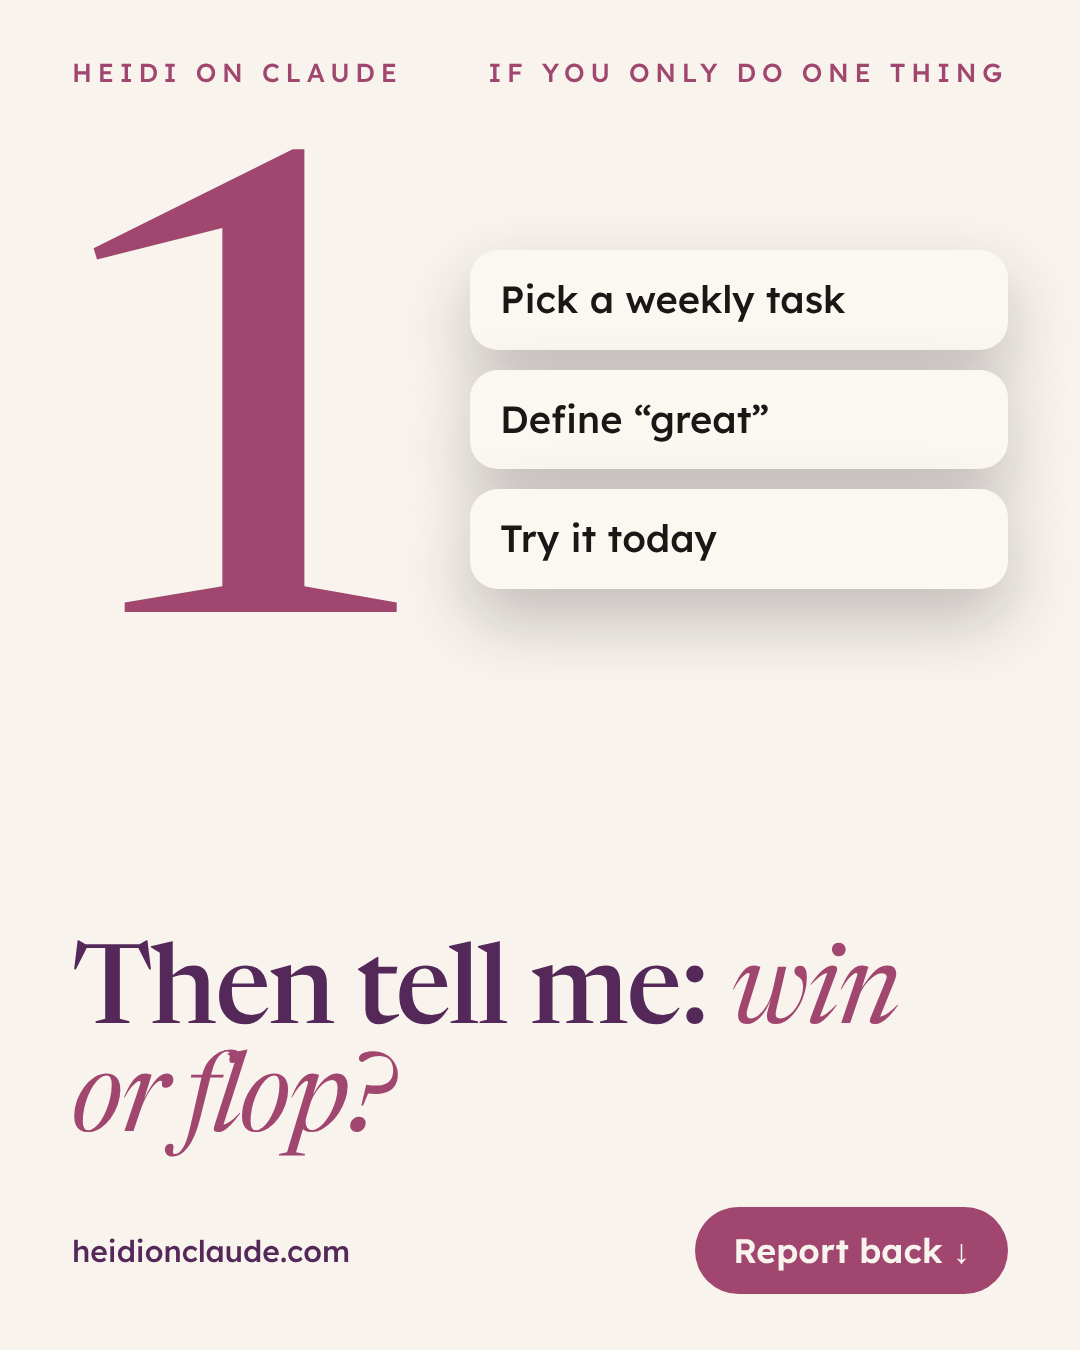 HEIDI ON CLAUDE
IF YOU ONLY DO ONE THING
1
Pick a weekly task
Define “great”
Try it today
Then tell me: win
or flop?
heidionclaude.com
Report back ↓